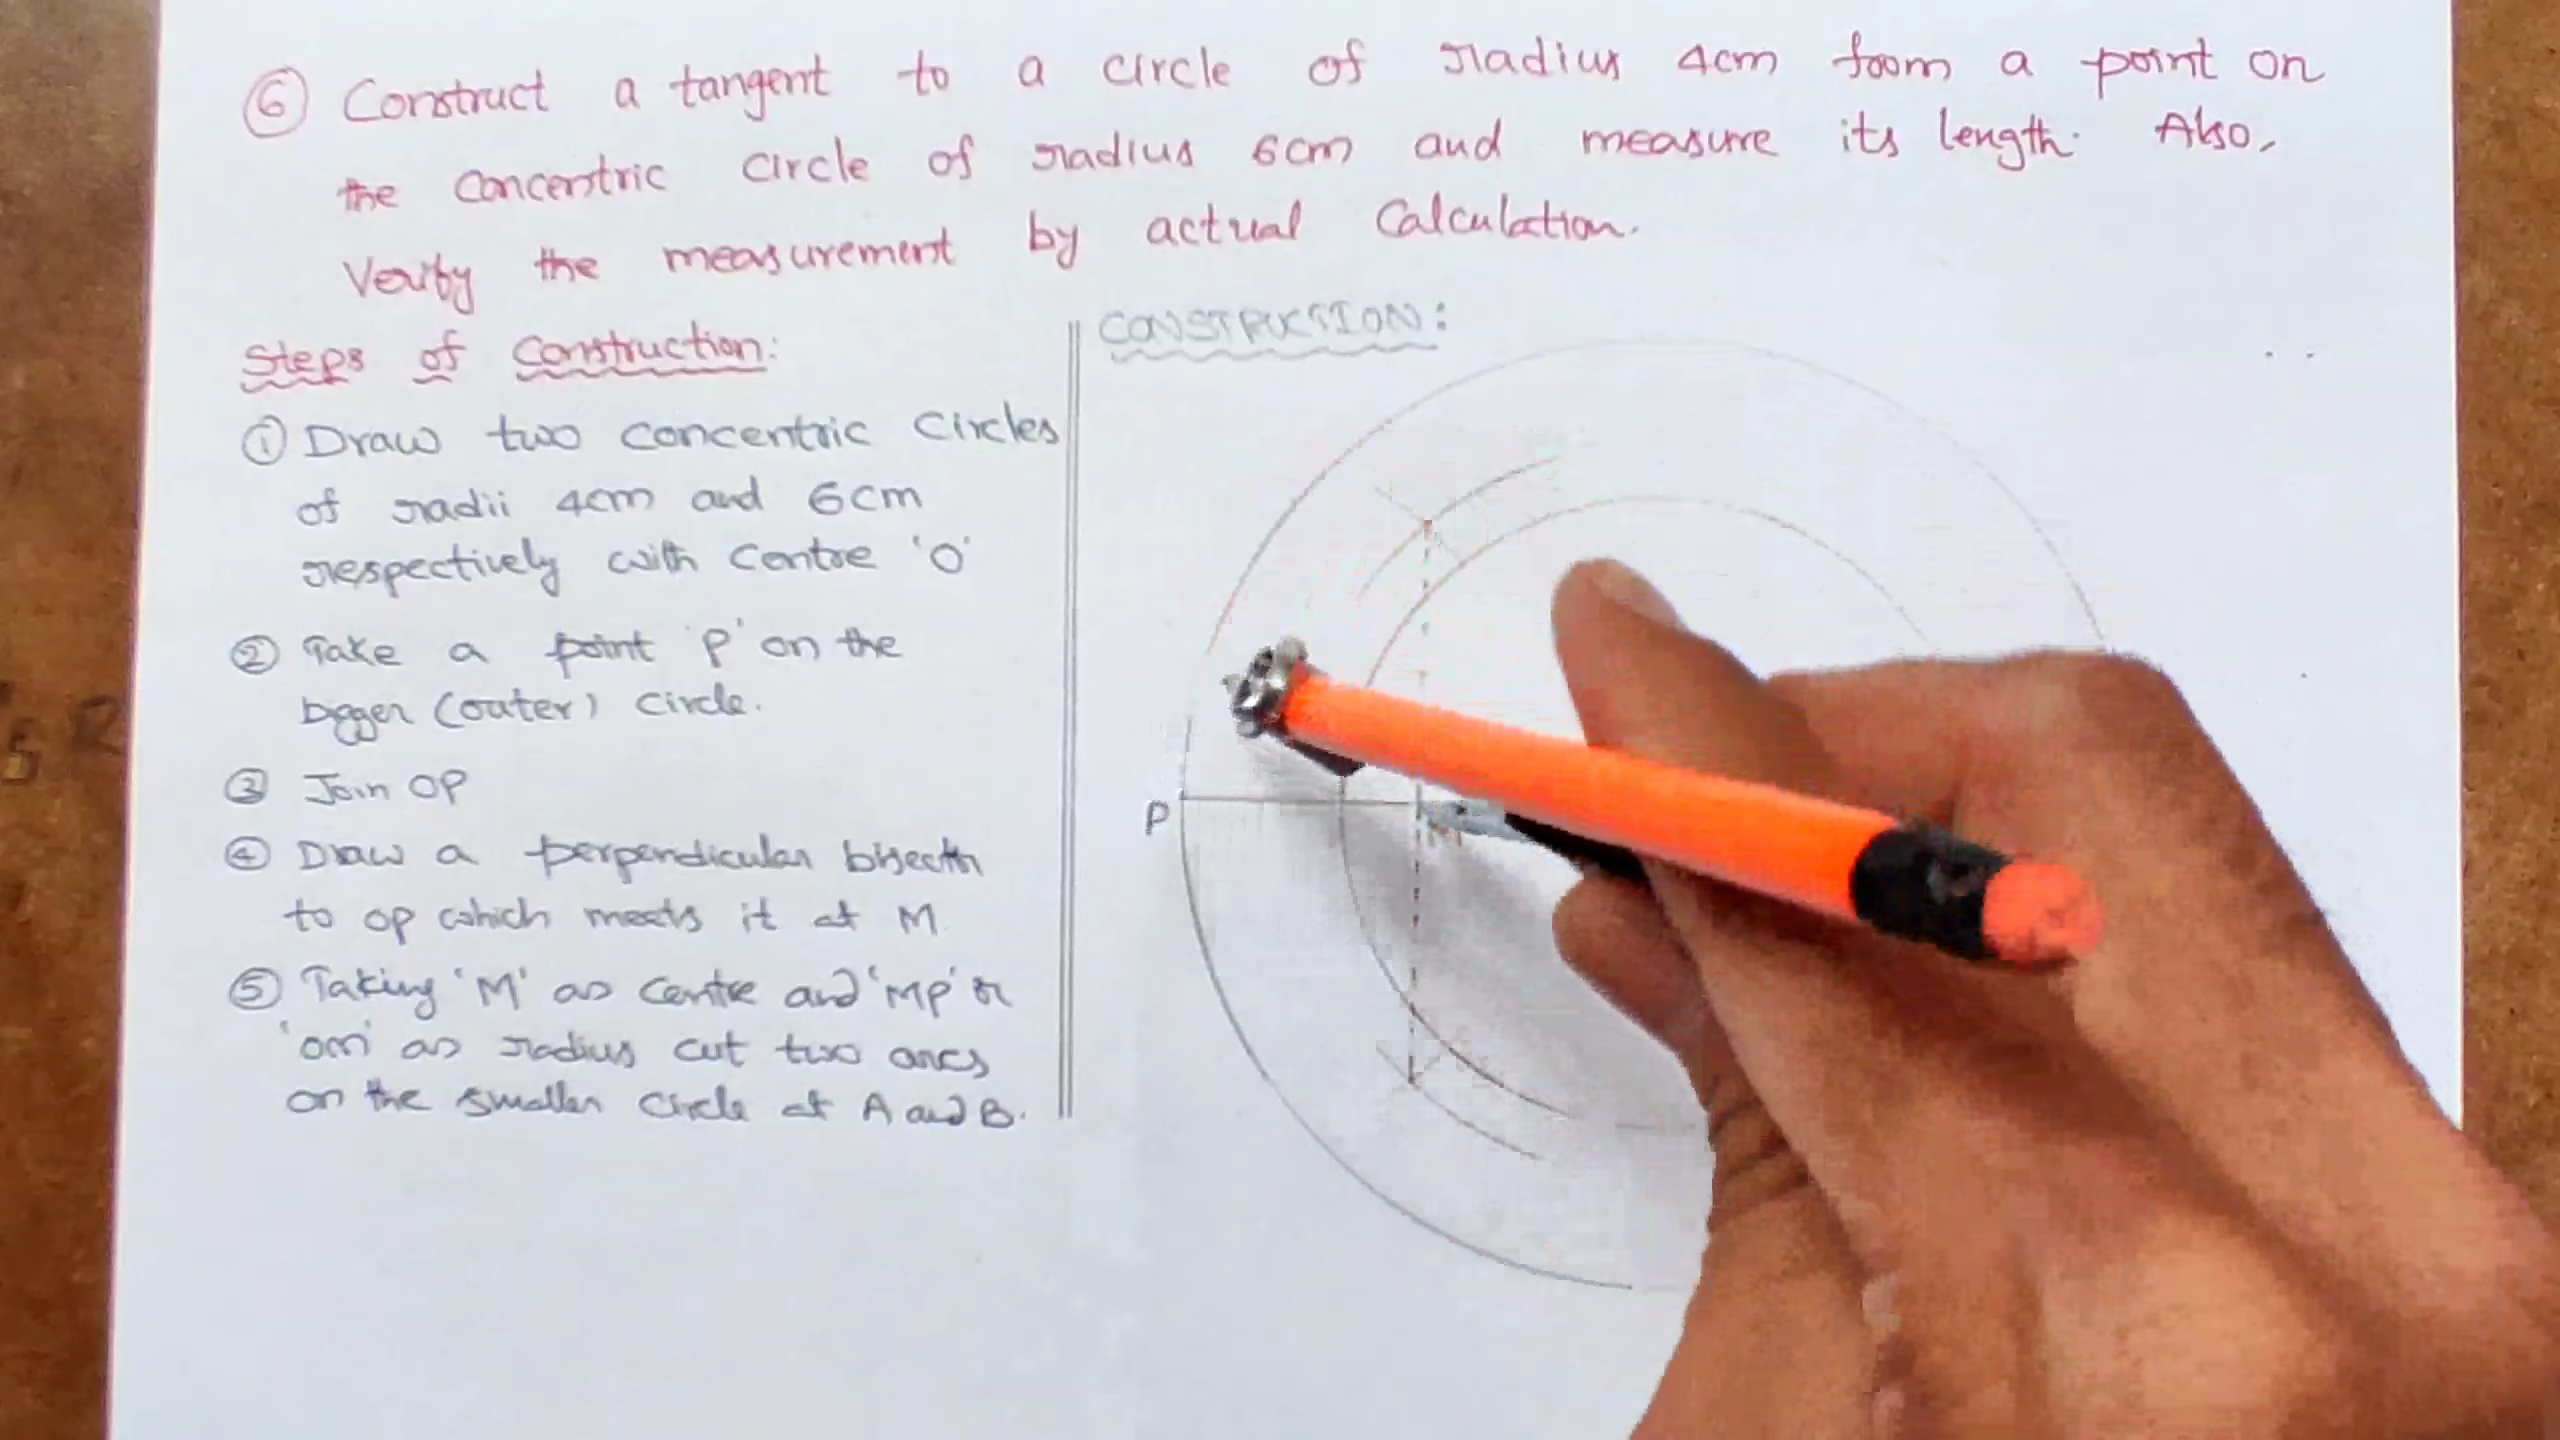 ⑥ Construct a tangent to a circle of radius 4cm from a point on
the concentric circle of radius 6cm and measure its length. Also,
Verify the measurement by actual Calculation.
Steps of Construction:
① Draw two concentric circles
of radii 4cm and 6cm
respectively with centre 'O'
② Take a point 'P' on the
bigger (outer) circle.
③ Join OP
④ Draw a perpendicular bisecth
to OP which meets it at M
⑤ Taking 'M' as centre and 'MP' or
'OM' as radius cut two arcs
on the smaller circle at A and B.
CONSTRUCTION:
P